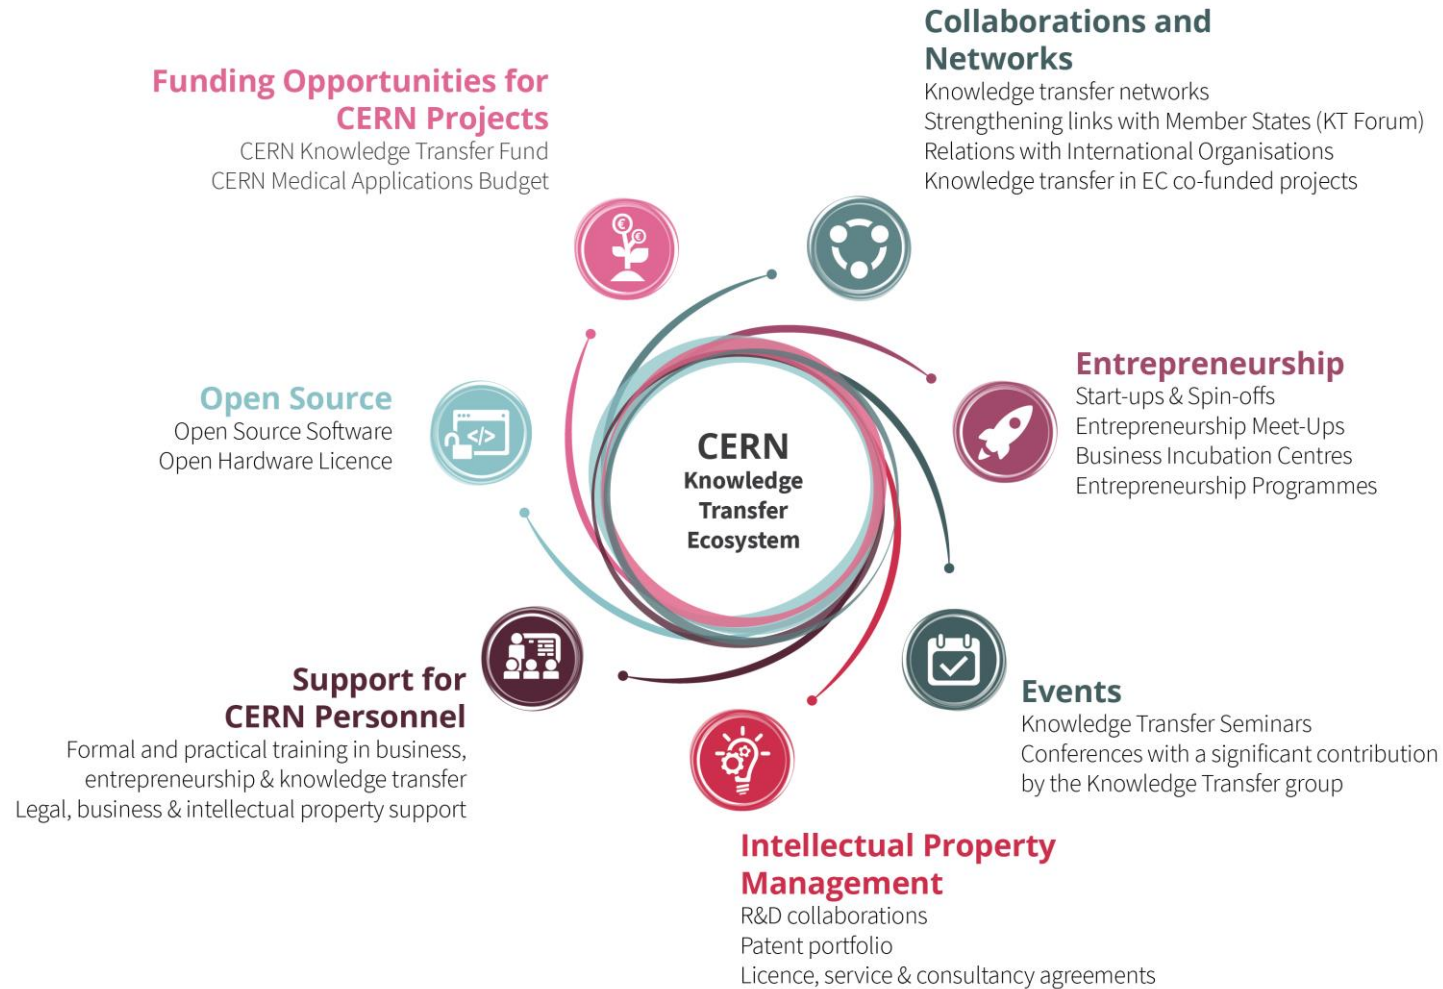 Collaborations and
Networks
Knowledge transfer networks
Strengthening links with Member States (KT Forum)
Relations with International Organisations
Knowledge transfer in EC co-funded projects
Funding Opportunities for
CERN Projects
CERN Knowledge Transfer Fund
CERN Medical Applications Budget
Entrepreneurship
Start-ups & Spin-offs
Entrepreneurship Meet-Ups
Business Incubation Centres
Entrepreneurship Programmes
Open Source
Open Source Software
Open Hardware Licence
€
€
</>
CERN
Knowledge
Transfer
Ecosystem
Support for
CERN Personnel
Formal and practical training in business,
entrepreneurship & knowledge transfer
Legal, business & intellectual property support
Events
Knowledge Transfer Seminars
Conferences with a significant contribution
by the Knowledge Transfer group
Intellectual Property
Management
R&D collaborations
Patent portfolio
Licence, service & consultancy agreements